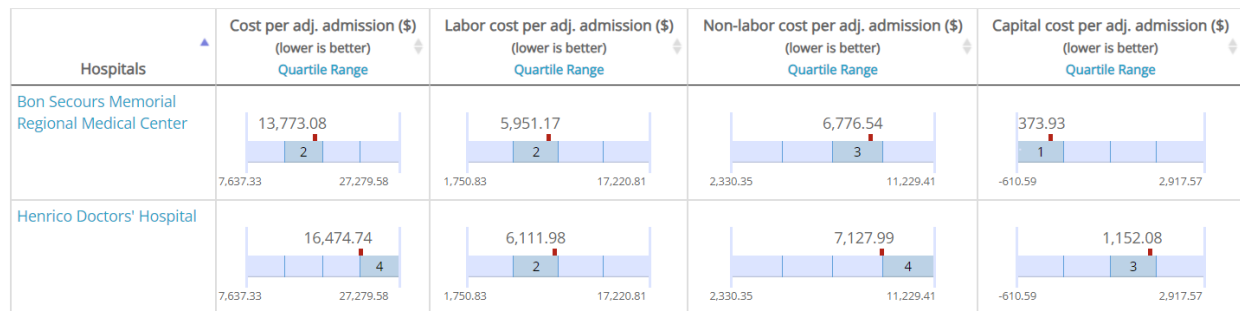 Hospitals
Cost per adj. admission ($)
(lower is better)
Quartile Range
Labor cost per adj. admission ($)
(lower is better)
Quartile Range
Non-labor cost per adj. admission ($)
(lower is better)
Quartile Range
Capital cost per adj. admission ($)
(lower is better)
Quartile Range
Bon Secours Memorial
Regional Medical Center
13,773.08
2
7,637.33 27,279.58
5,951.17
2
1,750.83 17,220.81
6,776.54
3
2,330.35 11,229.41
373.93
1
-610.59 2,917.57
Henrico Doctors' Hospital
16,474.74
4
7,637.33 27,279.58
6,111.98
2
1,750.83 17,220.81
7,127.99
4
2,330.35 11,229.41
1,152.08
3
-610.59 2,917.57